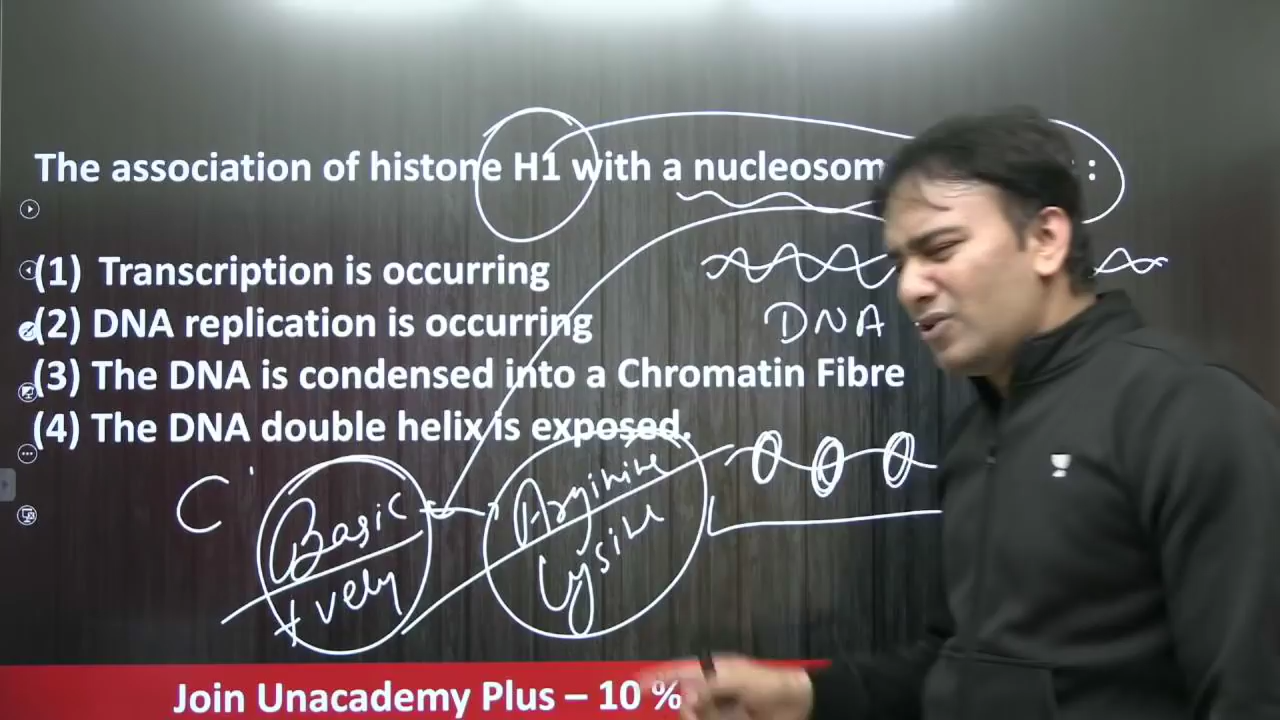 The association of histone H1 with a nucleosom :
(1) Transcription is occurring
(2) DNA replication is occurring
(3) The DNA is condensed into a Chromatin Fibre
(4) The DNA double helix is exposed.
DNA
C
Basic
+vely
Arginine
Lysine
Join Unacademy Plus – 10 %